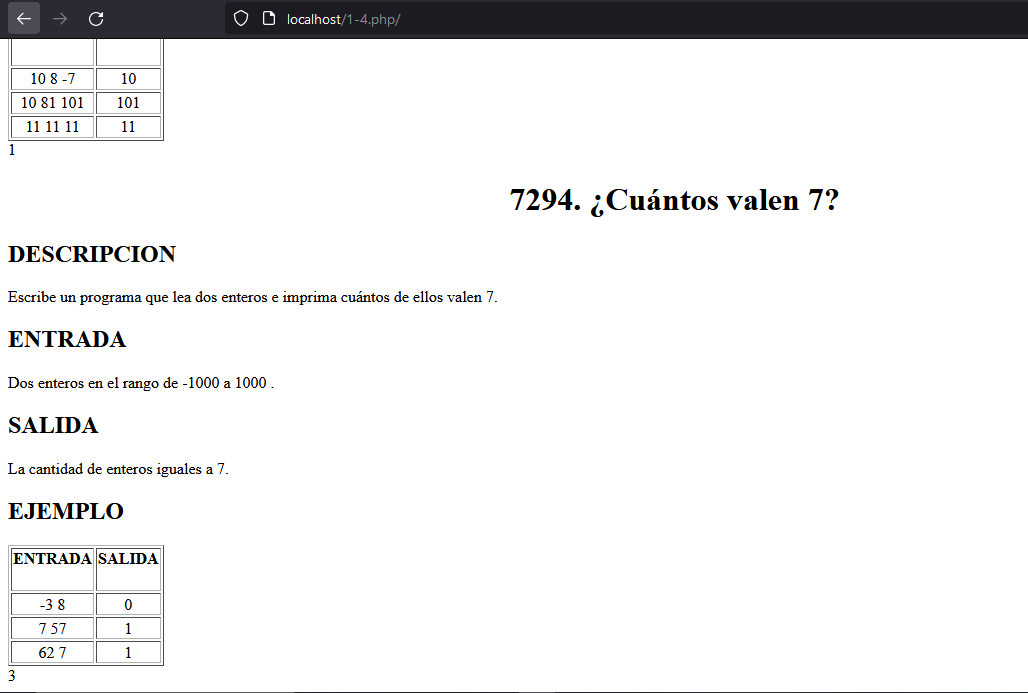 localhost/1-4.php/
10 8 -7 10
10 81 101 101
11 11 11 11
1
7294. ¿Cuántos valen 7?
DESCRIPCION
Escribe un programa que lea dos enteros e imprima cuántos de ellos valen 7.
ENTRADA
Dos enteros en el rango de -1000 a 1000 .
SALIDA
La cantidad de enteros iguales a 7.
EJEMPLO
ENTRADA SALIDA
-3 8 0
7 57 1
62 7 1
3